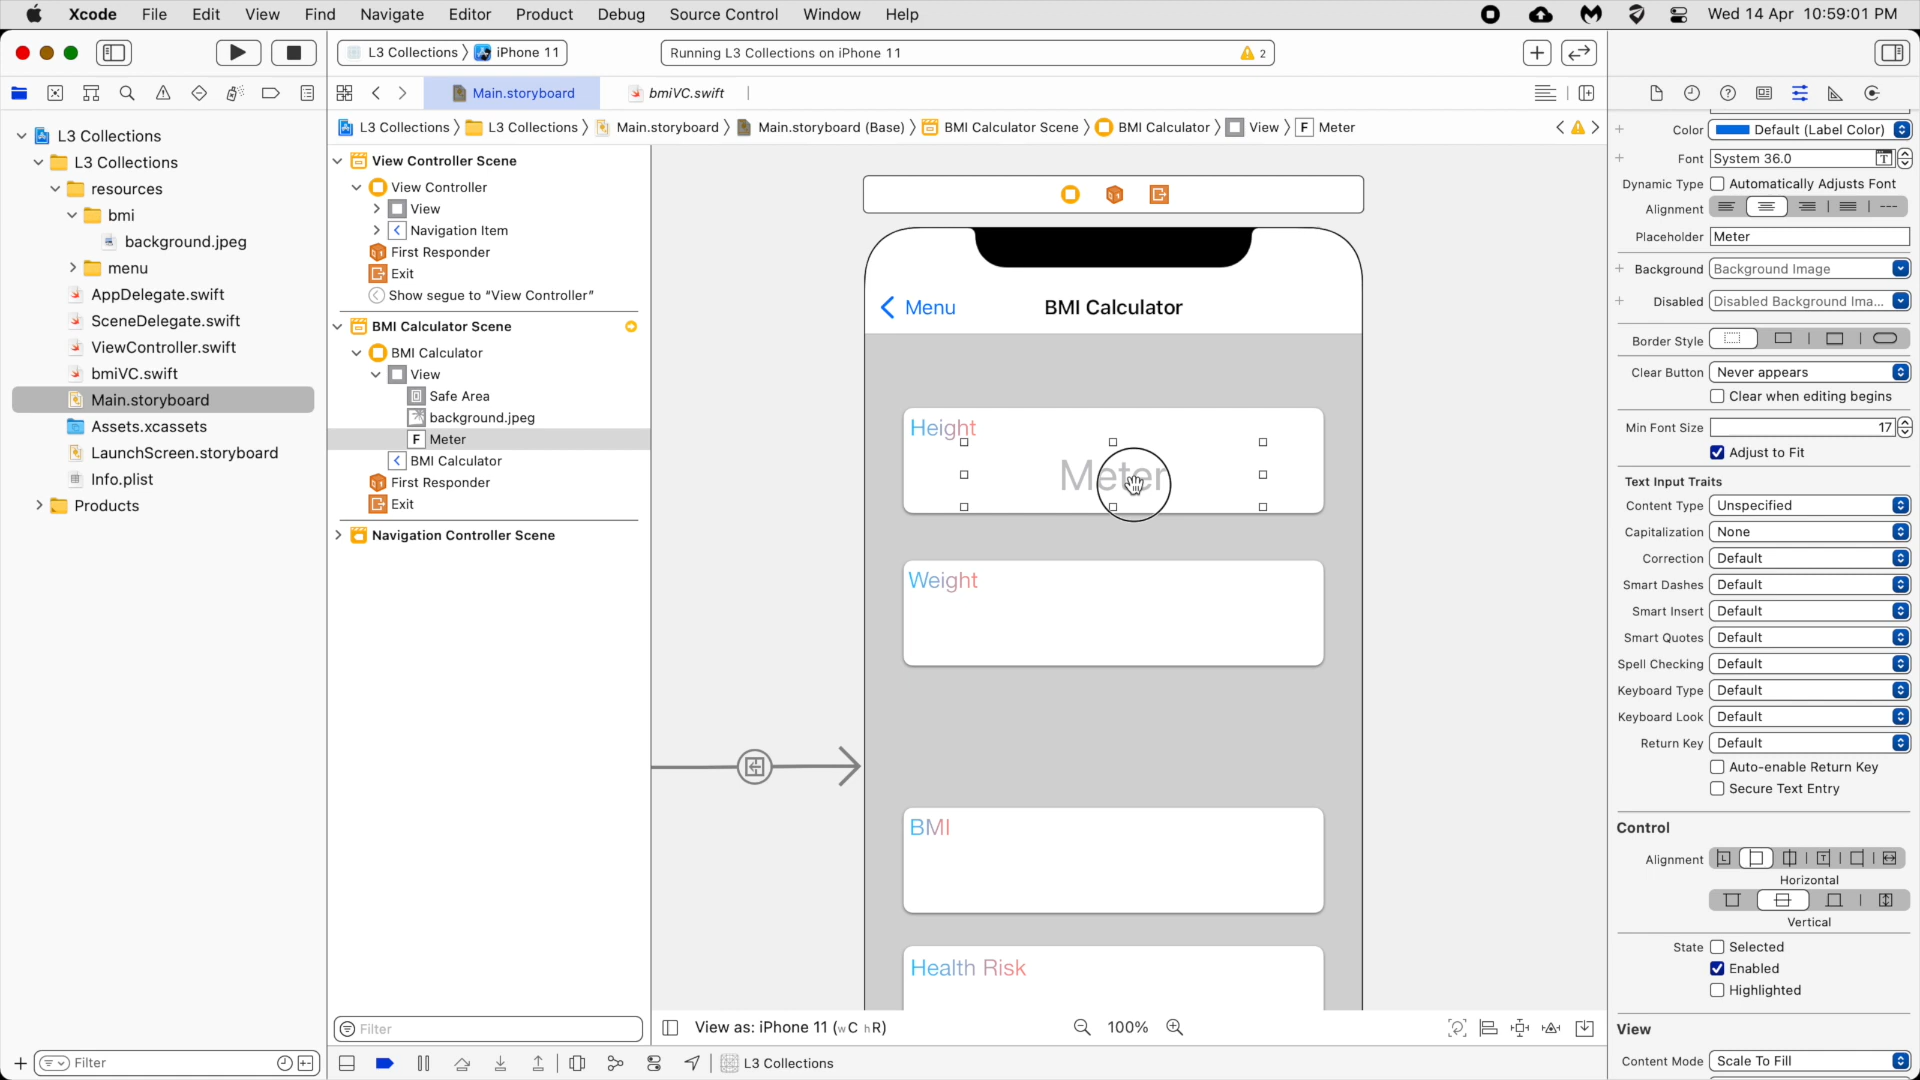 Xcode File Edit View Find Navigate Editor Product Debug Source Control Window Help Wed 14 Apr 10:59:01 PM
L3 Collections iPhone 11
Running L3 Collections on iPhone 11 2
Main.storyboard bmiVC.swift
L3 Collections L3 Collections Main.storyboard Main.storyboard (Base) BMI Calculator Scene BMI Calculator View F Meter
L3 Collections
L3 Collections
resources
bmi
background.jpeg
menu
AppDelegate.swift
SceneDelegate.swift
ViewController.swift
bmiVC.swift
Main.storyboard
Assets.xcassets
LaunchScreen.storyboard
Info.plist
Products
Filter
View Controller Scene
View Controller
View
Navigation Item
First Responder
Exit
Show segue to "View Controller"
BMI Calculator Scene
BMI Calculator
View
Safe Area
background.jpeg
F Meter
BMI Calculator
First Responder
Exit
Navigation Controller Scene
Filter
Menu BMI Calculator
Height
Meter
Weight
BMI
Health Risk
View as: iPhone 11 (wC hR)
100%
L3 Collections
Color Default (Label Color)
Font System 36.0 T
Dynamic Type Automatically Adjusts Font
Alignment
Placeholder Meter
Background Background Image
Disabled Disabled Background Ima...
Border Style
Clear Button Never appears
Clear when editing begins
Min Font Size 17
Adjust to Fit
Text Input Traits
Content Type Unspecified
Capitalization None
Correction Default
Smart Dashes Default
Smart Insert Default
Smart Quotes Default
Spell Checking Default
Keyboard Type Default
Keyboard Look Default
Return Key Default
Auto-enable Return Key
Secure Text Entry
Control
Alignment
Horizontal
Vertical
State Selected
Enabled
Highlighted
View
Content Mode Scale To Fill